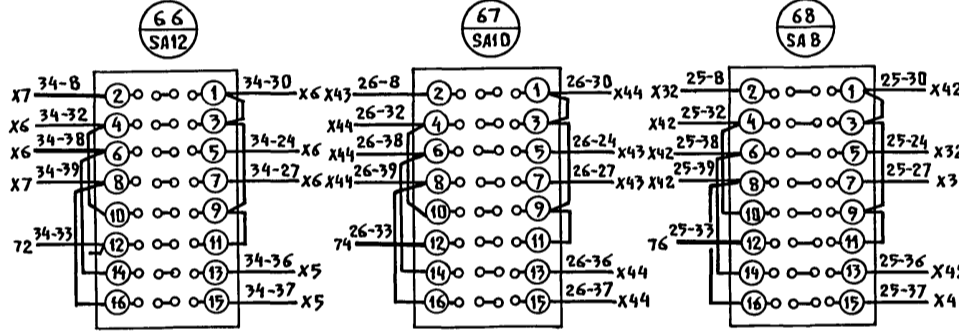 66
SA12
67
SA10
68
SA8
X7 34-8 2 1 34-30 X6
X6 34-32 4 3
X6 34-38 6 5 34-24 X6
X7 34-39 8 7 34-27 X6
10 9
72 34-33 12 11
14 13 34-36 X5
16 15 34-37 X5
X43 26-8 2 1 26-30 X44
X44 26-32 4 3
X44 26-38 6 5 26-24 X43
X44 26-39 8 7 26-27 X43
10 9
74 26-33 12 11
14 13 26-36 X44
16 15 26-37 X44
X32 25-8 2 1 25-30 X42
X42 25-32 4 3
X42 25-38 6 5 25-24 X32
X42 25-39 8 7 25-27
10 9
76 25-33 12 11
14 13 25-36
16 15 25-37